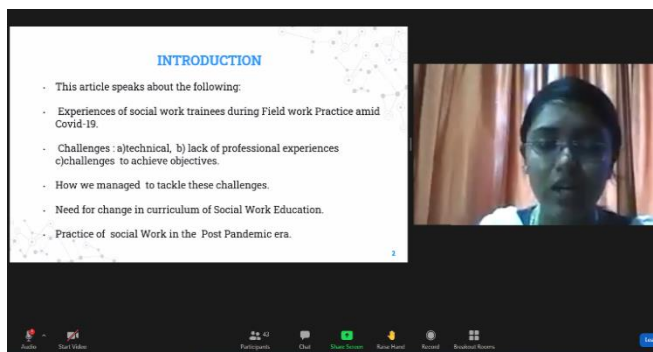 INTRODUCTION
- This article speaks about the following:
- Experiences of social work trainees during Field work Practice amid
Covid-19.
- Challenges : a)technical, b) lack of professional experiences
c)challenges to achieve objectives.
- How we managed to tackle these challenges.
- Need for change in curriculum of Social Work Education.
- Practice of social Work in the Post Pandemic era.
2
Audio
Start Video
43
Participants
Chat
Share Screen
Raise Hand
Record
Breakout Rooms